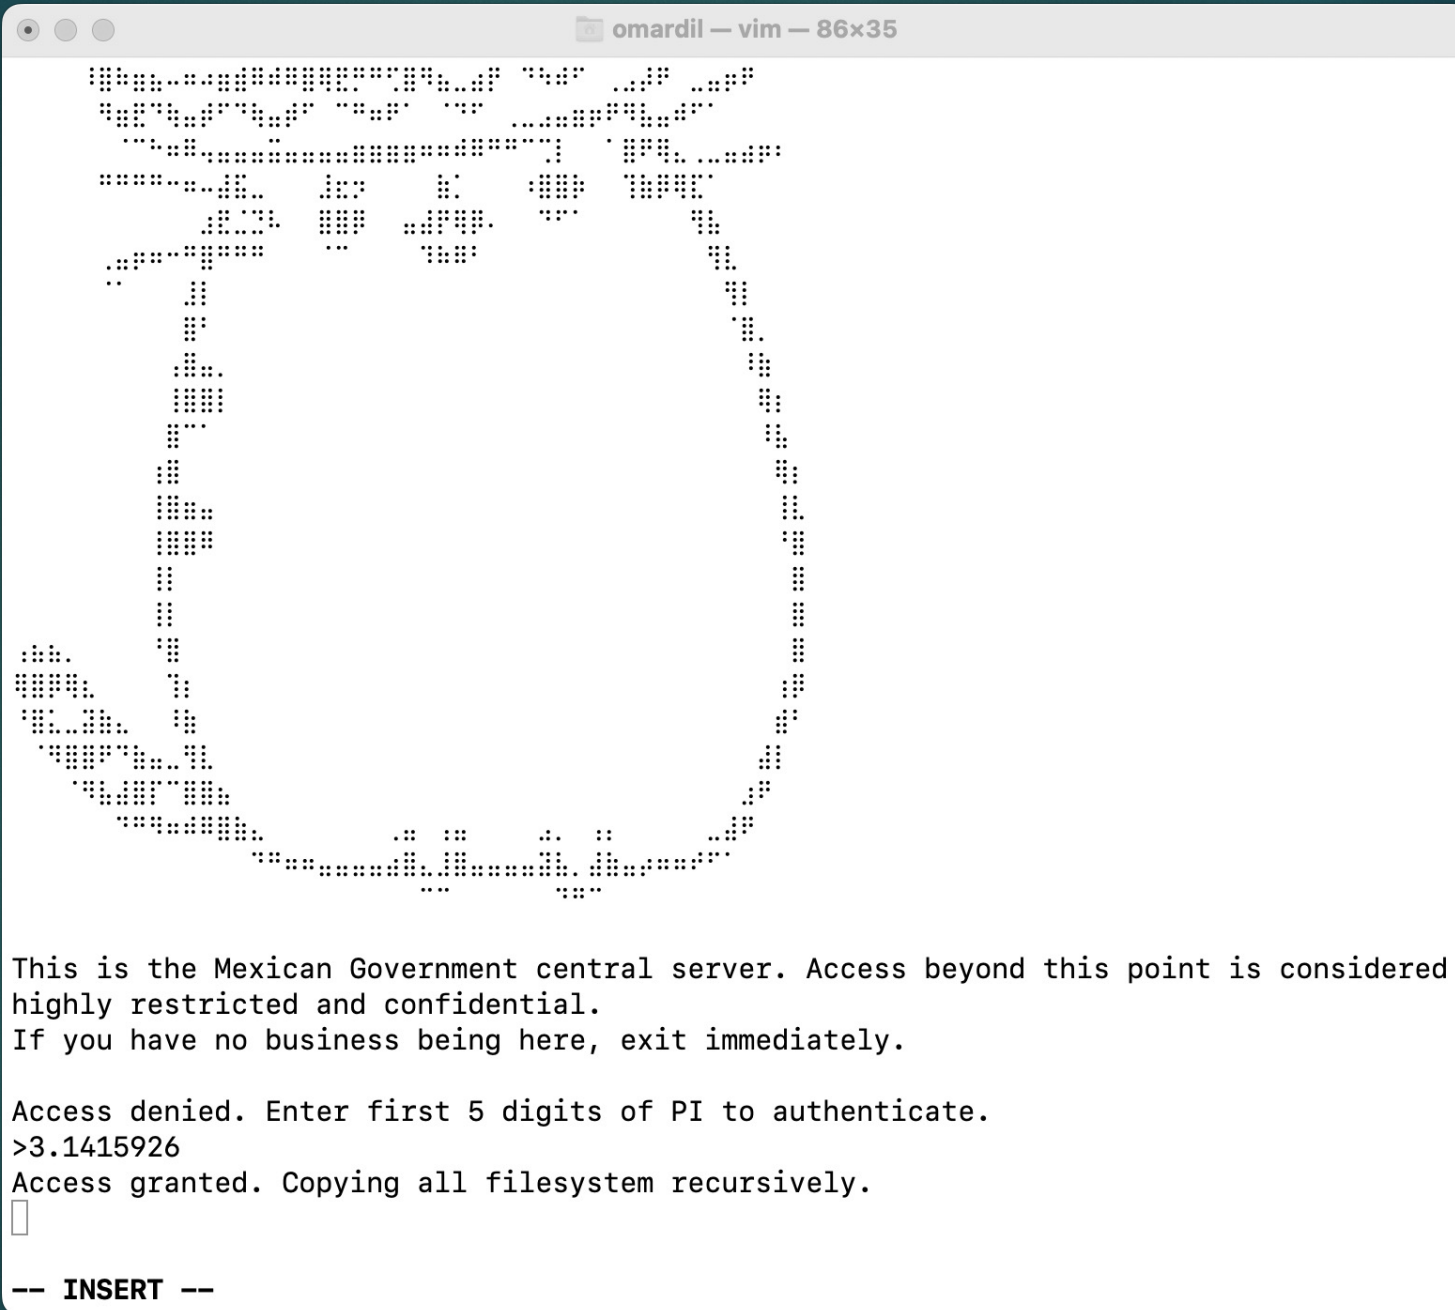 omardil — vim — 86×35
This is the Mexican Government central server. Access beyond this point is considered
highly restricted and confidential.
If you have no business being here, exit immediately.
Access denied. Enter first 5 digits of PI to authenticate.
>3.1415926
Access granted. Copying all filesystem recursively.
-- INSERT --